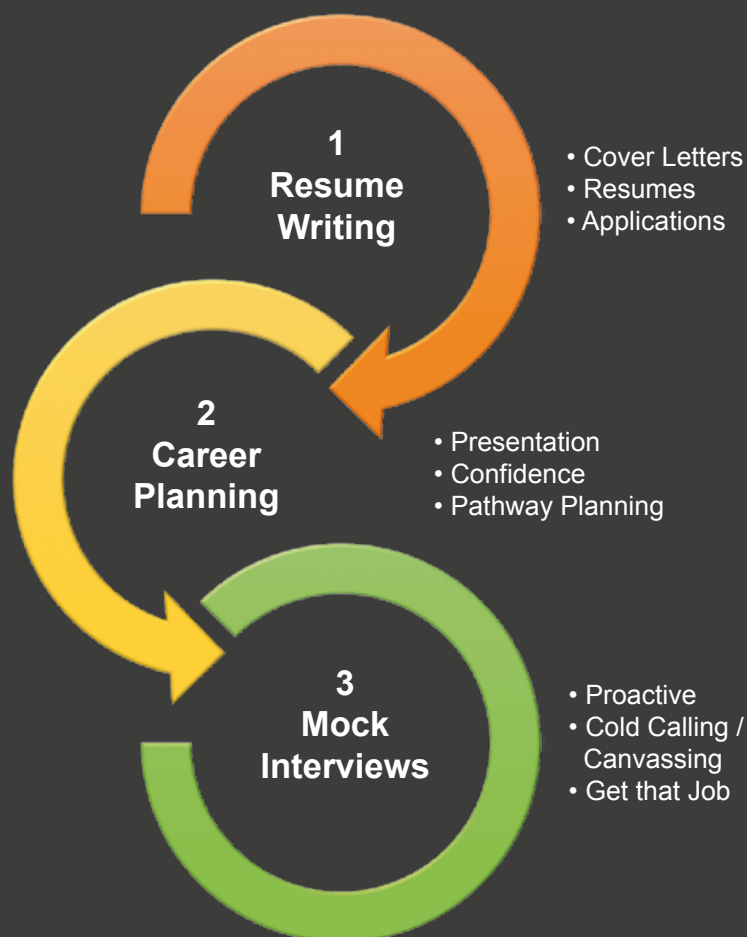 1
Resume
Writing
• Cover Letters
• Resumes
• Applications
2
Career
Planning
• Presentation
• Confidence
• Pathway Planning
3
Mock
Interviews
• Proactive
• Cold Calling /
Canvassing
• Get that Job